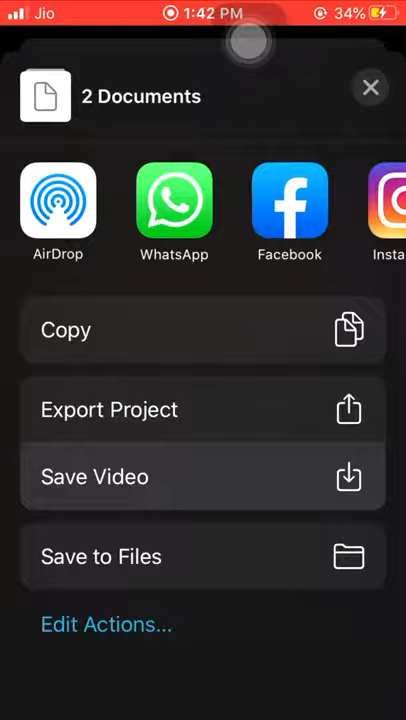 Jio 1:42 PM 34%
2 Documents
AirDrop WhatsApp Facebook Insta
Copy
Export Project
Save Video
Save to Files
Edit Actions...